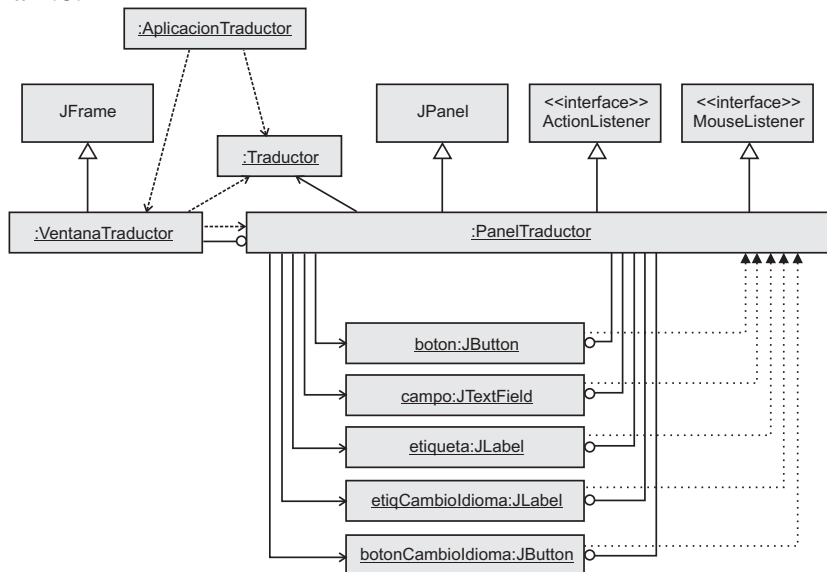 :AplicacionTraductor
JFrame
JPanel
<<interface>>
ActionListener
<<interface>>
MouseListener
:Traductor
:VentanaTraductor
:PanelTraductor
boton:JButton
campo:JTextField
etiqueta:JLabel
etiqCambioIdioma:JLabel
botonCambioIdioma:JButton